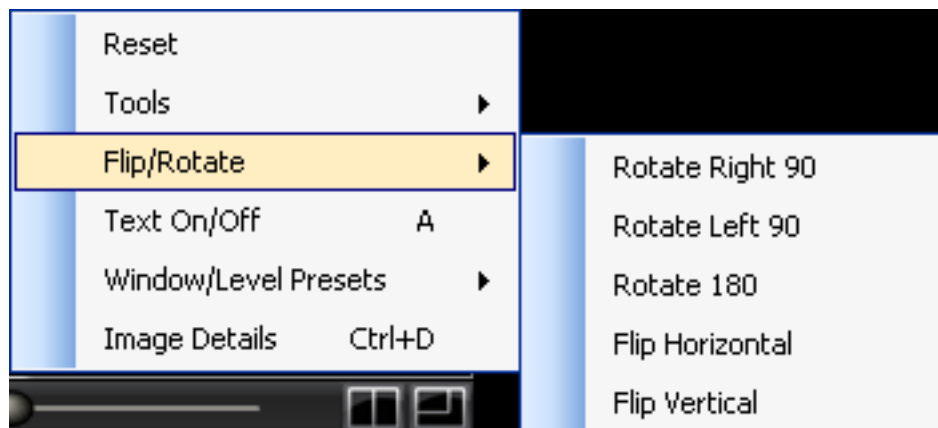 Reset
Tools
Flip/Rotate
Text On/Off A
Window/Level Presets
Image Details Ctrl+D
Rotate Right 90
Rotate Left 90
Rotate 180
Flip Horizontal
Flip Vertical